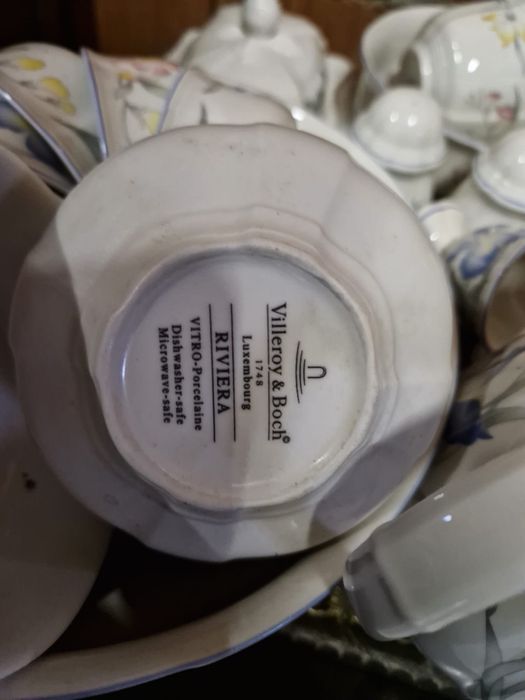 Villeroy & Boch®
1748
Luxembourg
RIVIERA
VITRO-Porcelaine
Dishwasher-safe
Microwave-safe